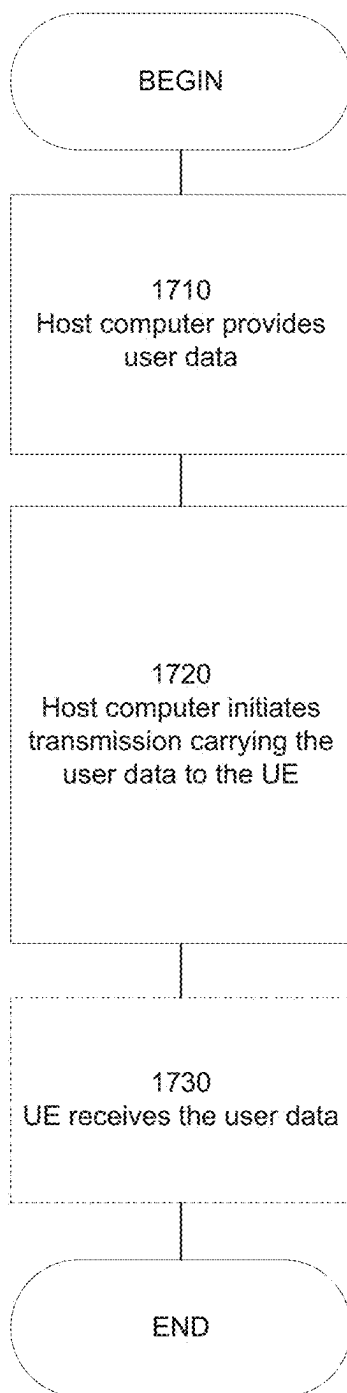 BEGIN
1710
Host computer provides
user data
1720
Host computer initiates
transmission carrying the
user data to the UE
1730
UE receives the user data
END